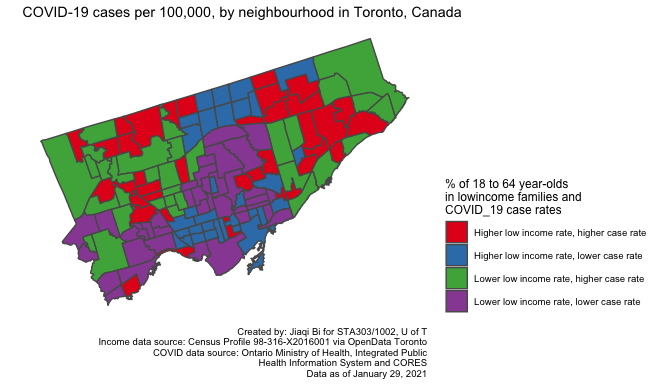 COVID-19 cases per 100,000, by neighbourhood in Toronto, Canada
% of 18 to 64 year-olds
in lowincome families and
COVID_19 case rates
Higher low income rate, higher case rate
Higher low income rate, lower case rate
Lower low income rate, higher case rate
Lower low income rate, lower case rate
Created by: Jiaqi Bi for STA303/1002, U of T
Income data source: Census Profile 98-316-X2016001 via OpenData Toronto
COVID data source: Ontario Ministry of Health, Integrated Public
Health Information System and CORES
Data as of January 29, 2021